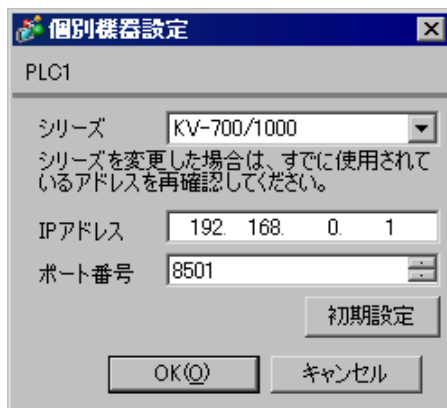 個別機器設定
PLC1
シリーズ KV-700/1000
シリーズを変更した場合は、すでに使用されて
いるアドレスを再確認してください。
IPアドレス 192. 168. 0. 1
ポート番号 8501
初期設定
OK(O) キャンセル